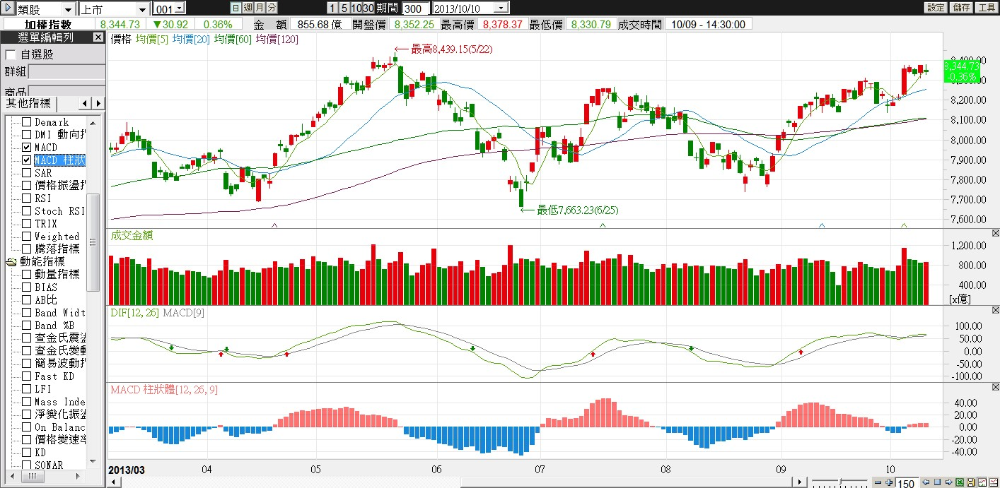 類股 上市 001 日 週 月 分 1 5 10 30 期間 300 2013/10/10 設定 儲存 工具
加權指數 8,344.73 ▼30.92 0.36% 金 額 855.68 億 開盤價 8,352.25 最高價 8,378.37 最低價 8,330.79 成交時間 10/09 - 14:30:00
選單編輯列
自選股
群組
商品
其他指標
Demark
DMI 動向
MACD
MACD 柱狀
SAR
價格振盪
RSI
Stoch RSI
TRIX
Weighted
騰落指標
動能指標
動量指標
BIAS
AB比
Band Widt
Band %B
查金氏震盪
查金氏變動
簡易波動
Fast KD
LFI
Mass Inde
淨變化振盪
On Balanc
價格變速率
KD
SONAR
價格 均價[5] 均價[20] 均價[60] 均價[120]
←最高8,439.15(5/22)
←最低7,663.23(6/25)
8,400.00
8,344.73
-0.36%
8,200.00
8,100.00
8,000.00
7,900.00
7,800.00
7,700.00
7,600.00
成交金額
1,200.00
800.00
400.00
[x億]
DIF[12, 26] MACD[9]
100.00
50.00
0.00
-50.00
-100.00
MACD 柱狀體[12, 26, 9]
40.00
20.00
0.00
-20.00
-40.00
2013/03 04 05 06 07 08 09 10
150